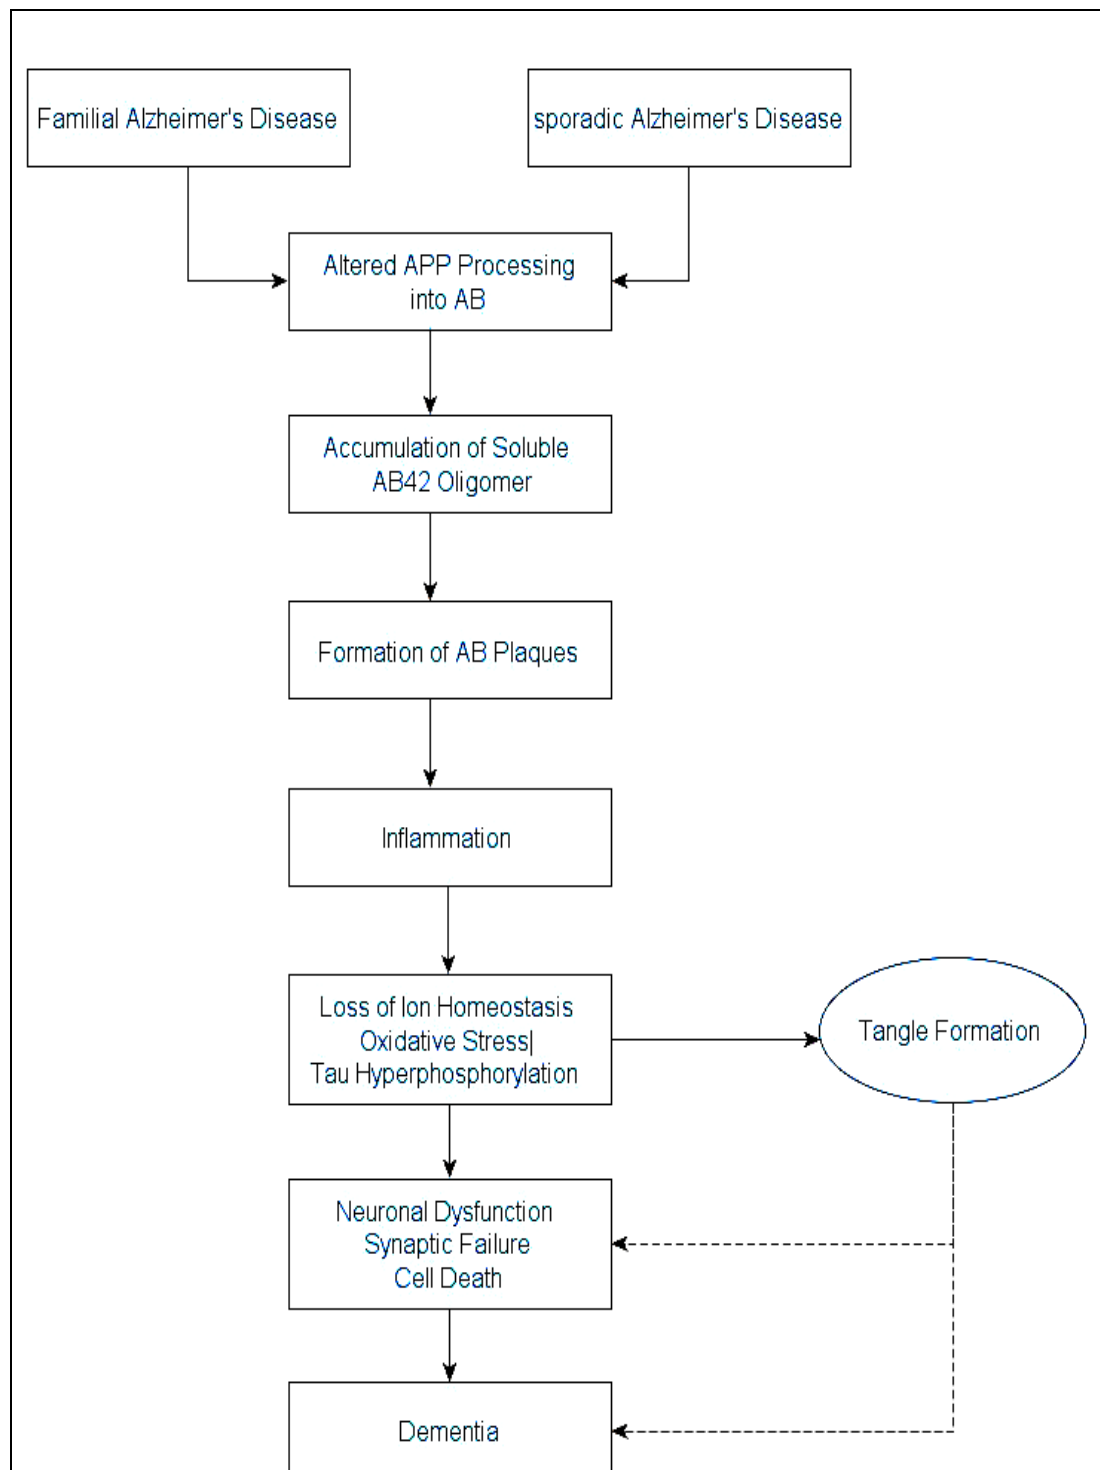 Familial Alzheimer's Disease
sporadic Alzheimer's Disease
Altered APP Processing
into AB
Accumulation of Soluble
AB42 Oligomer
Formation of AB Plaques
Inflammation
Loss of Ion Homeostasis
Oxidative Stress|
Tau Hyperphosphorylation
Tangle Formation
Neuronal Dysfunction
Synaptic Failure
Cell Death
Dementia